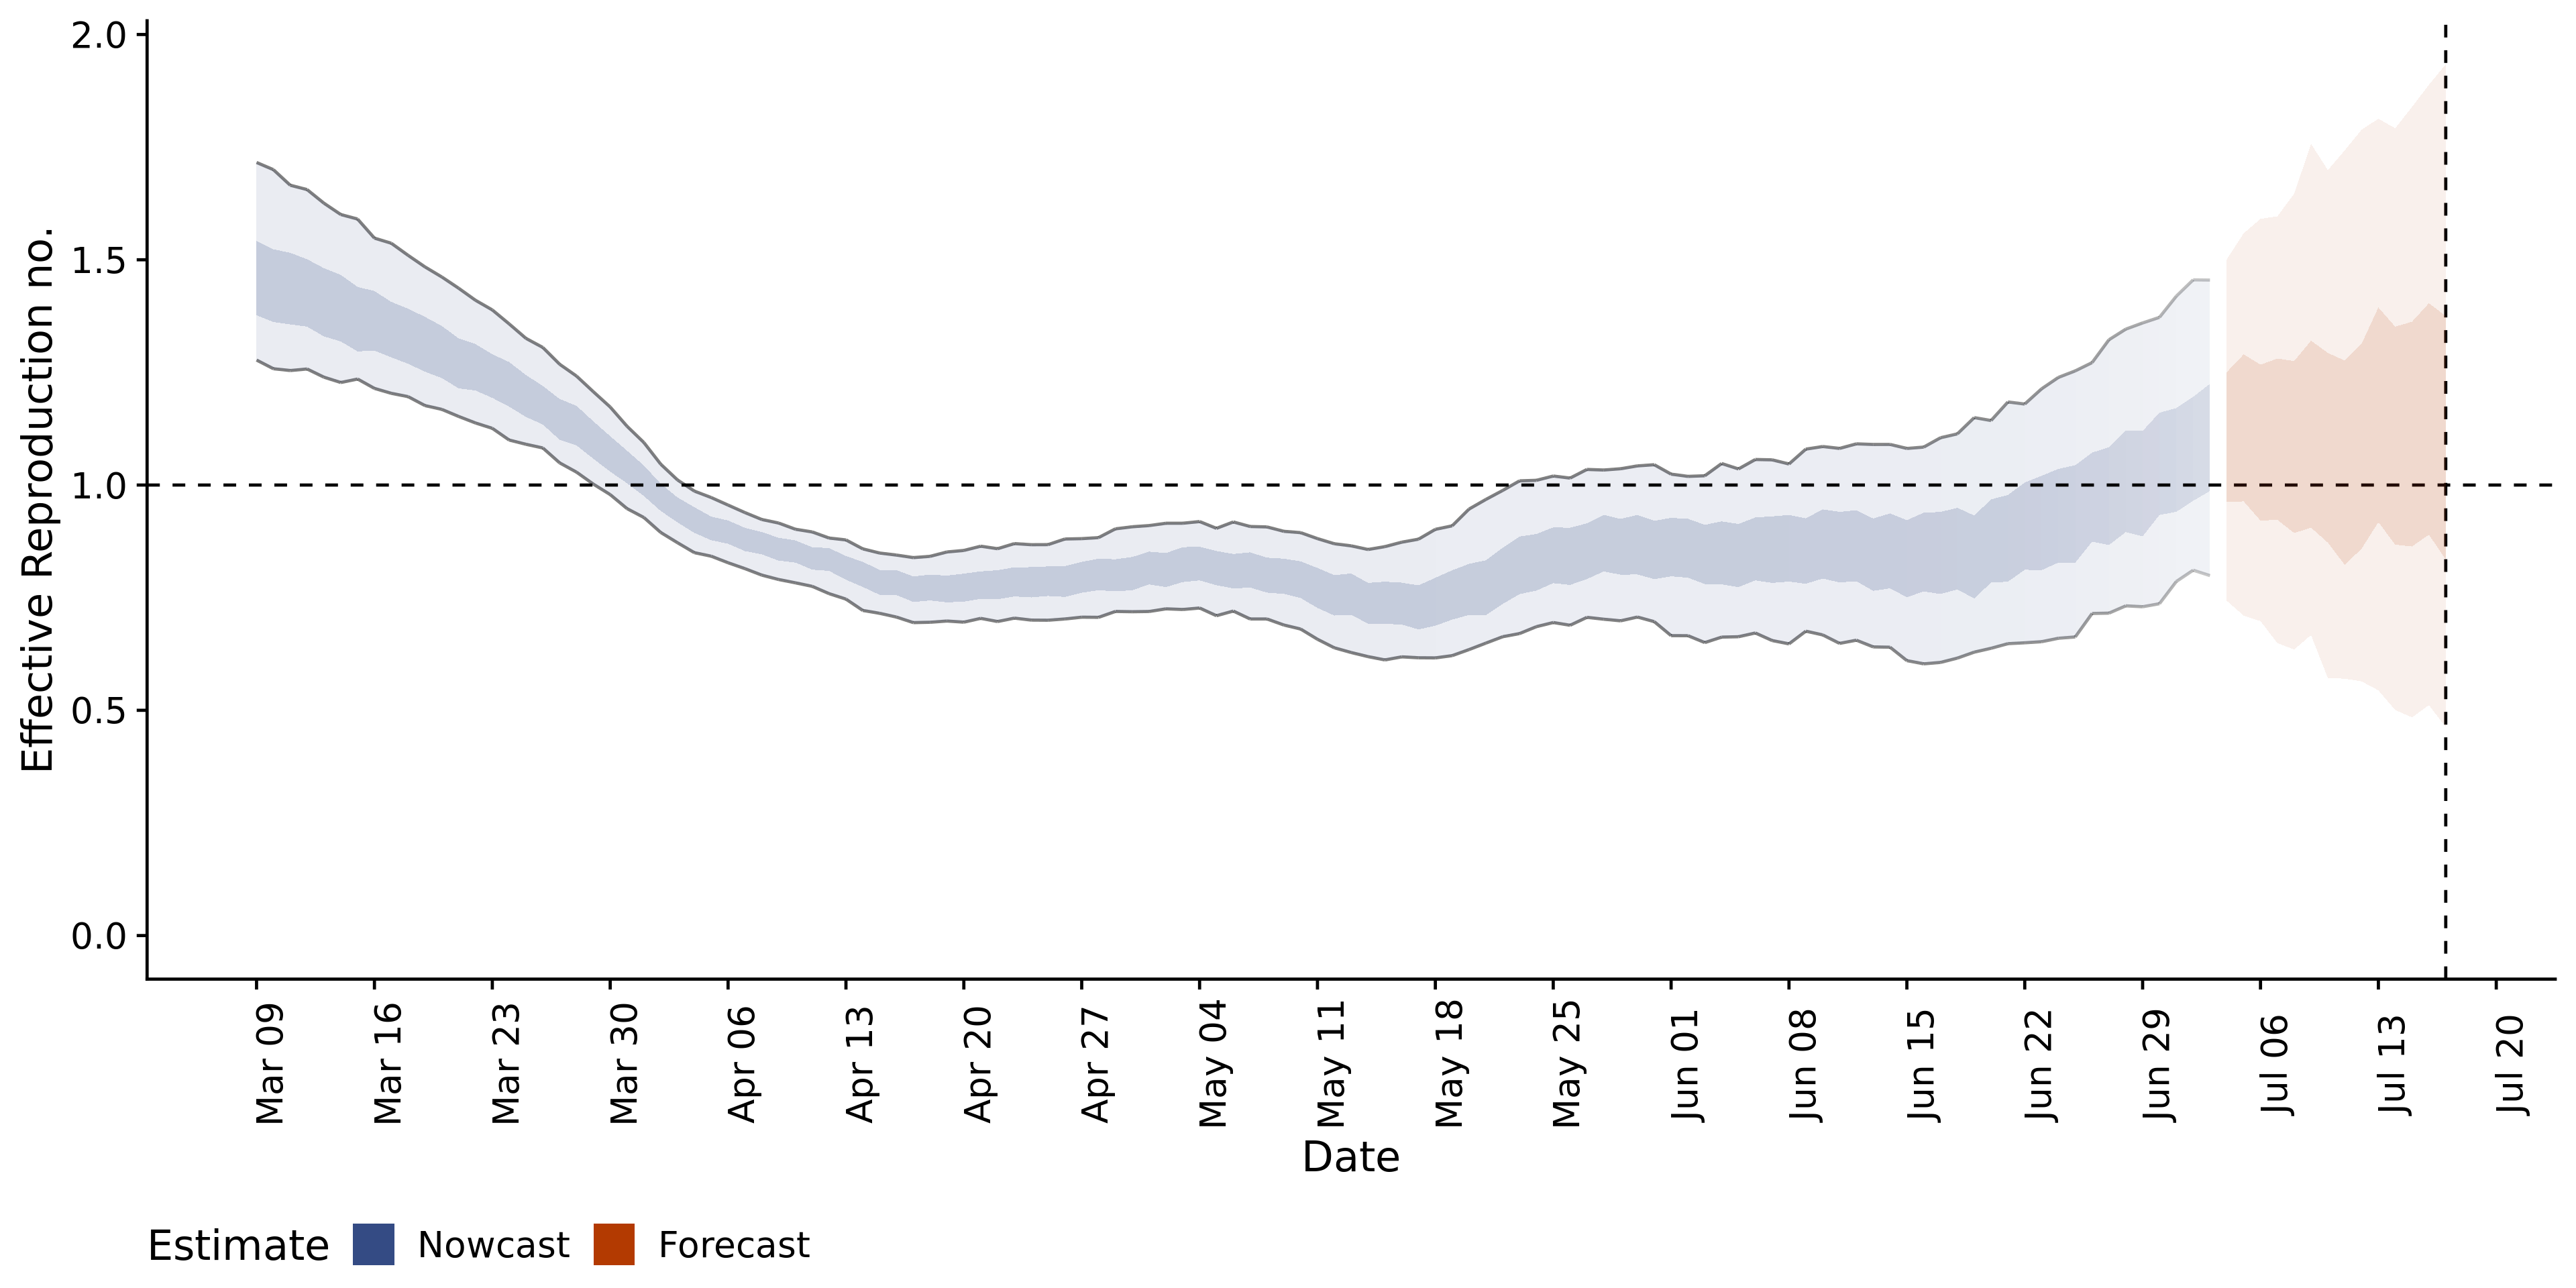 Effective Reproduction no.
2.0
1.5
1.0
0.5
0.0
Mar 09
Mar 16
Mar 23
Mar 30
Apr 06
Apr 13
Apr 20
Apr 27
May 04
May 11
May 18
May 25
Jun 01
Jun 08
Jun 15
Jun 22
Jun 29
Jul 06
Jul 13
Jul 20
Date
Estimate Nowcast Forecast